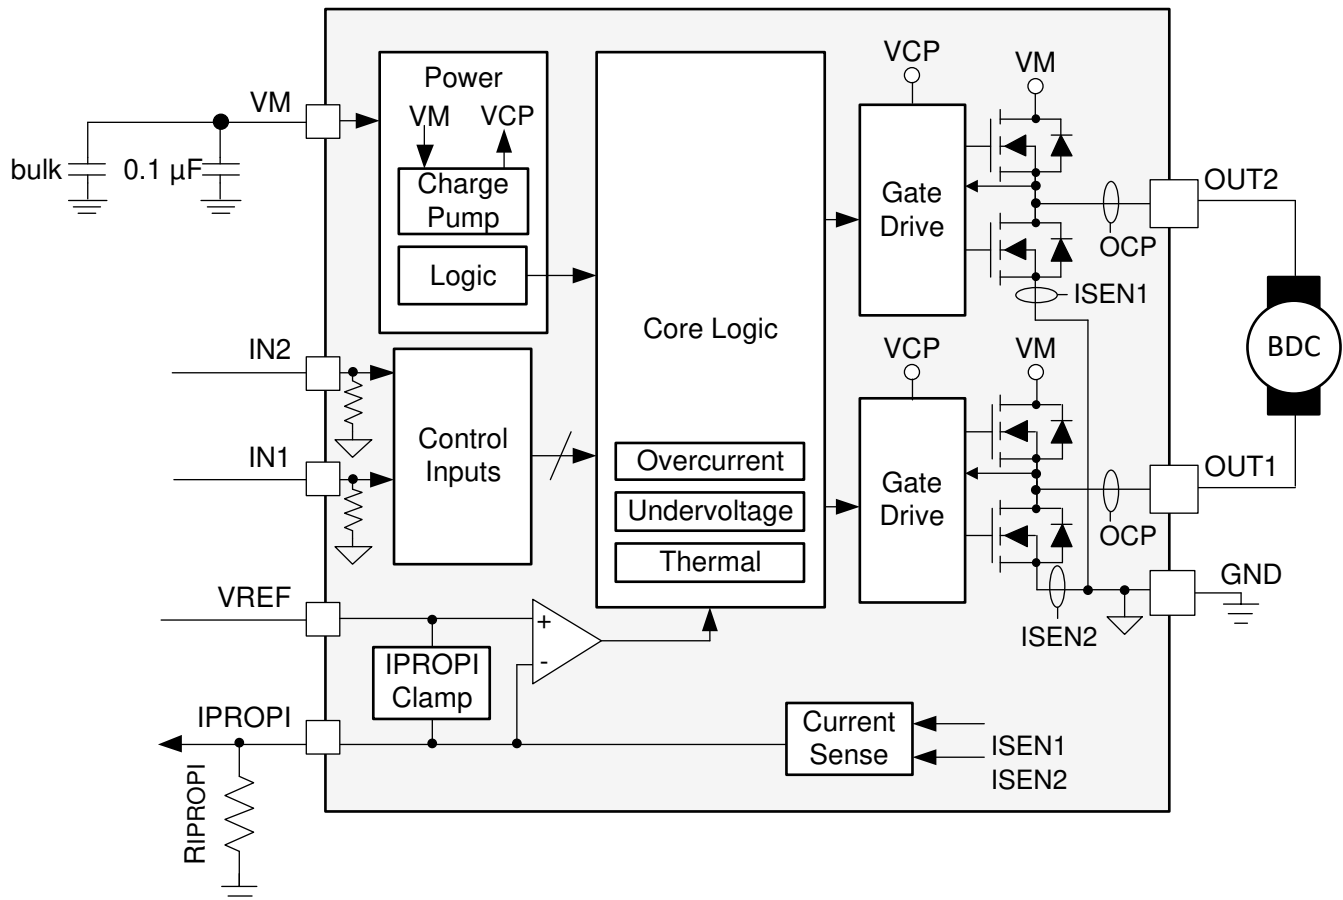 VM
bulk
0.1 µF
Power
VM
VCP
Charge
Pump
Logic
IN2
IN1
Control
Inputs
VREF
IPROPI
Clamp
+
-
IPROPI
RIPROPI
Core Logic
Overcurrent
Undervoltage
Thermal
VCP
VM
Gate
Drive
OUT2
OCP
ISEN1
BDC
VCP
VM
Gate
Drive
OUT1
OCP
GND
ISEN2
Current
Sense
ISEN1
ISEN2